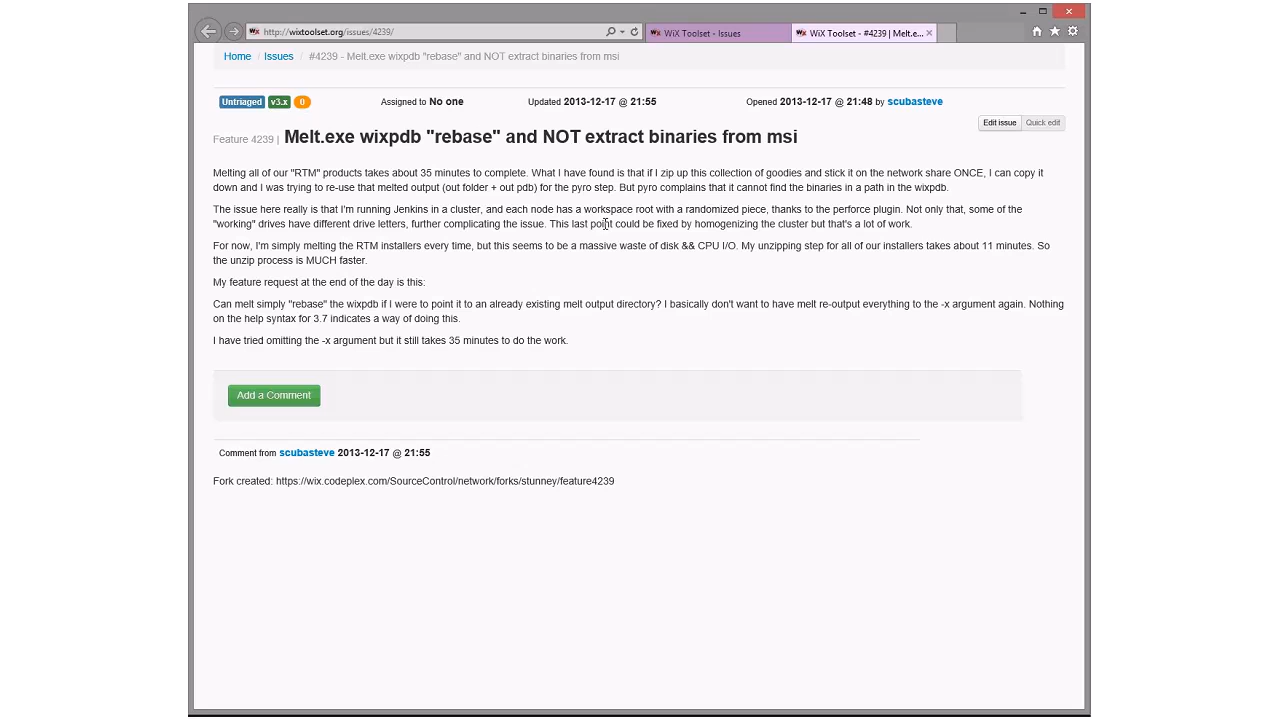 http://wixtoolset.org/issues/4239/
WiX Toolset - Issues
WiX Toolset - #4239 | Melt.e...
Home / Issues / #4239 - Melt.exe wixpdb "rebase" and NOT extract binaries from msi
Untriaged v3.x 0 Assigned to No one Updated 2013-12-17 @ 21:55 Opened 2013-12-17 @ 21:48 by scubasteve
Edit issue Quick edit
Feature 4239 | Melt.exe wixpdb "rebase" and NOT extract binaries from msi
Melting all of our "RTM" products takes about 35 minutes to complete. What I have found is that if I zip up this collection of goodies and stick it on the network share ONCE, I can copy it
down and I was trying to re-use that melted output (out folder + out pdb) for the pyro step. But pyro complains that it cannot find the binaries in a path in the wixpdb.
The issue here really is that I'm running Jenkins in a cluster, and each node has a workspace root with a randomized piece, thanks to the perforce plugin. Not only that, some of the
"working" drives have different drive letters, further complicating the issue. This last point could be fixed by homogenizing the cluster but that's a lot of work.
For now, I'm simply melting the RTM installers every time, but this seems to be a massive waste of disk && CPU I/O. My unzipping step for all of our installers takes about 11 minutes. So
the unzip process is MUCH faster.
My feature request at the end of the day is this:
Can melt simply "rebase" the wixpdb if I were to point it to an already existing melt output directory? I basically don't want to have melt re-output everything to the -x argument again. Nothing
on the help syntax for 3.7 indicates a way of doing this.
I have tried omitting the -x argument but it still takes 35 minutes to do the work.
Add a Comment
Comment from scubasteve 2013-12-17 @ 21:55
Fork created: https://wix.codeplex.com/SourceControl/network/forks/stunney/feature4239